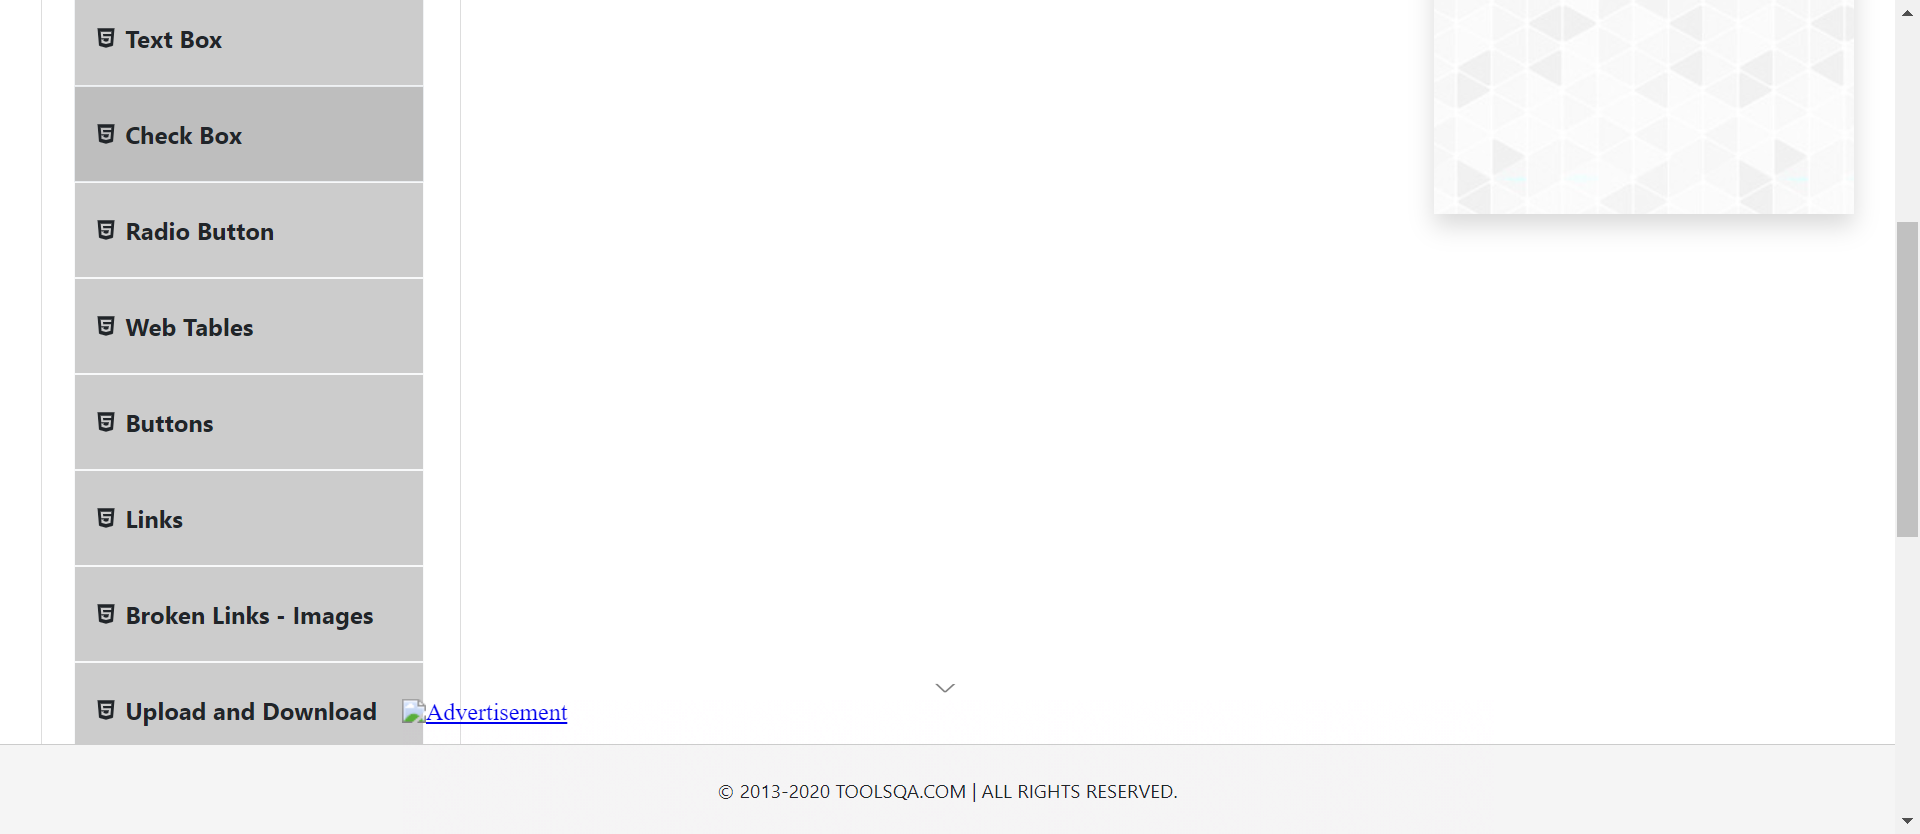 Text Box
Check Box
Radio Button
Web Tables
Buttons
Links
Broken Links - Images
Upload and Download
Advertisement
© 2013-2020 TOOLSQA.COM | ALL RIGHTS RESERVED.